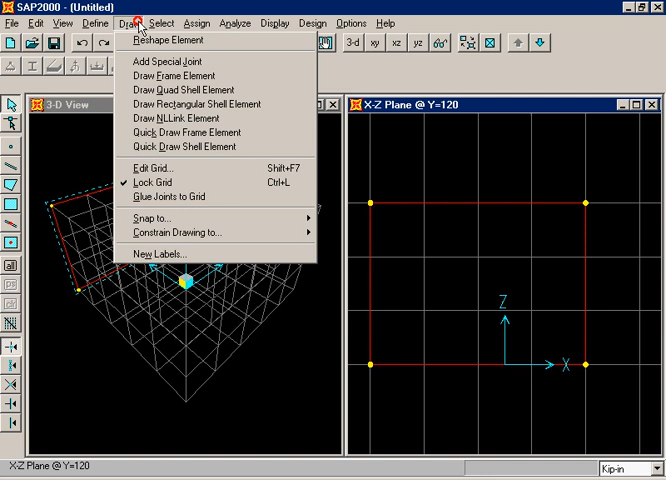 SAP2000 - (Untitled)
File Edit View Define Draw Select Assign Analyze Display Design Options Help
3-d xy xz yz
Reshape Element
Add Special Joint
Draw Frame Element
Draw Quad Shell Element
Draw Rectangular Shell Element
Draw NLLink Element
Quick Draw Frame Element
Quick Draw Shell Element
Edit Grid... Shift+F7
Lock Grid Ctrl+L
Glue Joints to Grid
Snap to...
Constrain Drawing to...
New Labels...
3-D View
X-Z Plane @ Y=120
all
ps
clr
Z
X
X-Z Plane @ Y=120
Kip-in